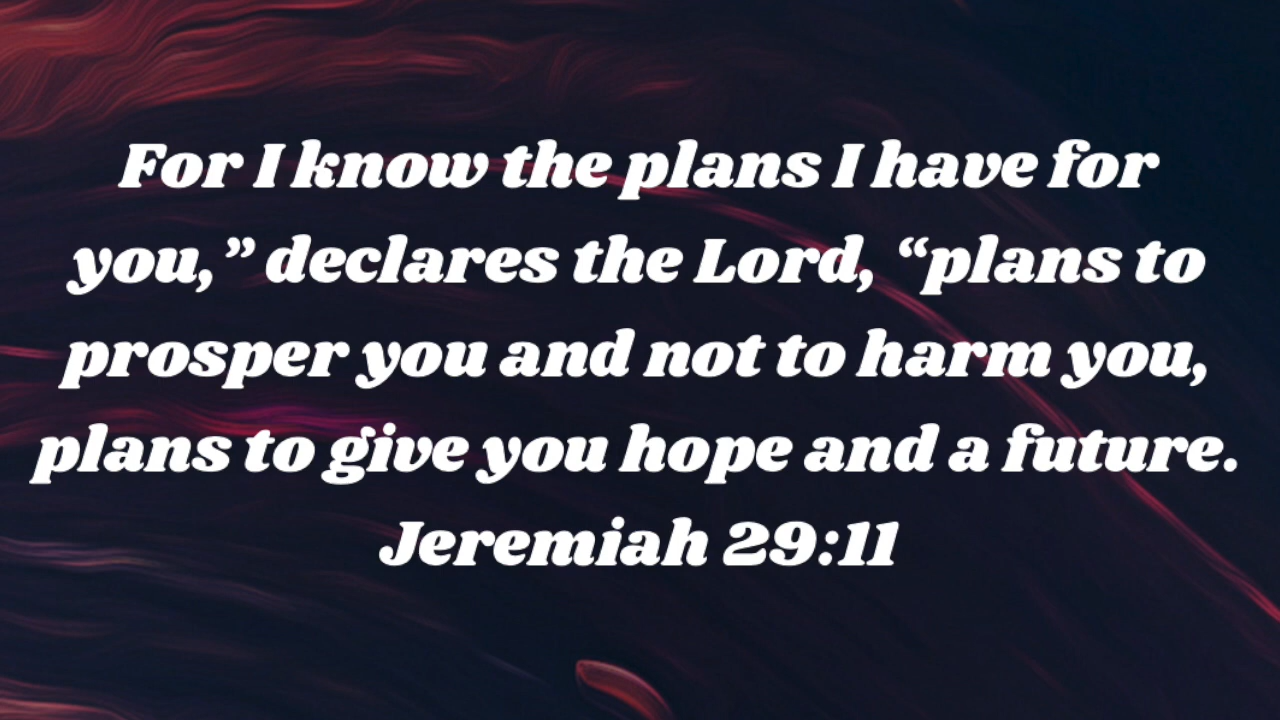 For I know the plans I have for
you,” declares the Lord, “plans to
prosper you and not to harm you,
plans to give you hope and a future.
Jeremiah 29:11